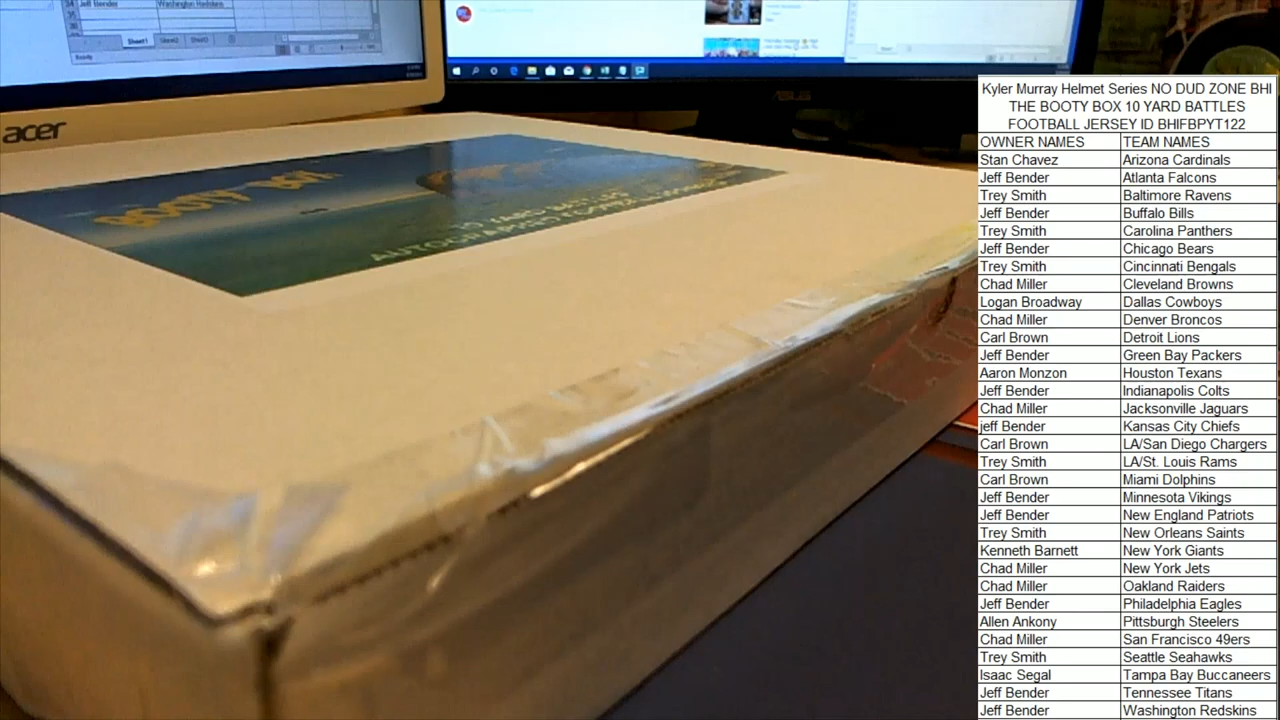 34 Jeff Bender Washington Redskins
35
Sheet1 Sheet2 Sheet3
Ready
acer
ASUS
BOOTY BOX
10 YARD BATTLES
Kyler Murray Helmet Series NO DUD ZONE BHI
THE BOOTY BOX 10 YARD BATTLES
FOOTBALL JERSEY ID BHIFBPYT122
OWNER NAMES TEAM NAMES
Stan Chavez Arizona Cardinals
Jeff Bender Atlanta Falcons
Trey Smith Baltimore Ravens
Jeff Bender Buffalo Bills
Trey Smith Carolina Panthers
Jeff Bender Chicago Bears
Trey Smith Cincinnati Bengals
Chad Miller Cleveland Browns
Logan Broadway Dallas Cowboys
Chad Miller Denver Broncos
Carl Brown Detroit Lions
Jeff Bender Green Bay Packers
Aaron Monzon Houston Texans
Jeff Bender Indianapolis Colts
Chad Miller Jacksonville Jaguars
jeff Bender Kansas City Chiefs
Carl Brown LA/San Diego Chargers
Trey Smith LA/St. Louis Rams
Carl Brown Miami Dolphins
Jeff Bender Minnesota Vikings
Jeff Bender New England Patriots
Trey Smith New Orleans Saints
Kenneth Barnett New York Giants
Chad Miller New York Jets
Chad Miller Oakland Raiders
Jeff Bender Philadelphia Eagles
Allen Ankony Pittsburgh Steelers
Chad Miller San Francisco 49ers
Trey Smith Seattle Seahawks
Isaac Segal Tampa Bay Buccaneers
Jeff Bender Tennessee Titans
Jeff Bender Washington Redskins